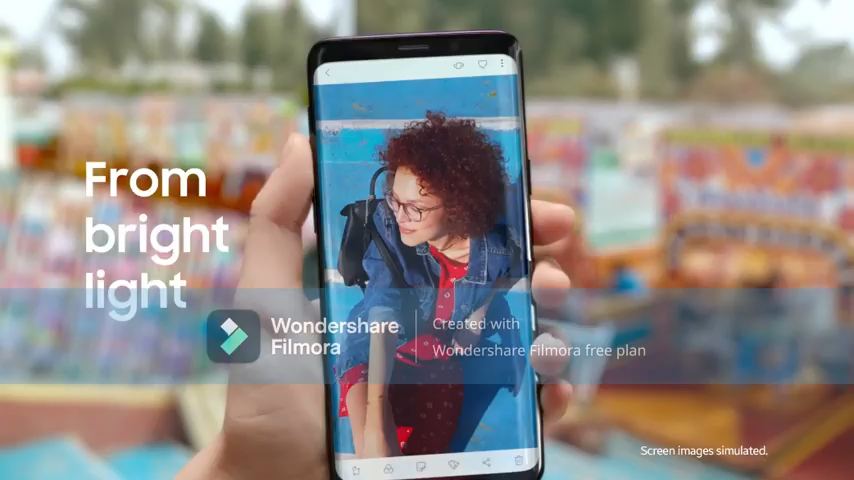 From
bright
light
Wondershare
Filmora
Created with
Wondershare Filmora free plan
Screen images simulated.